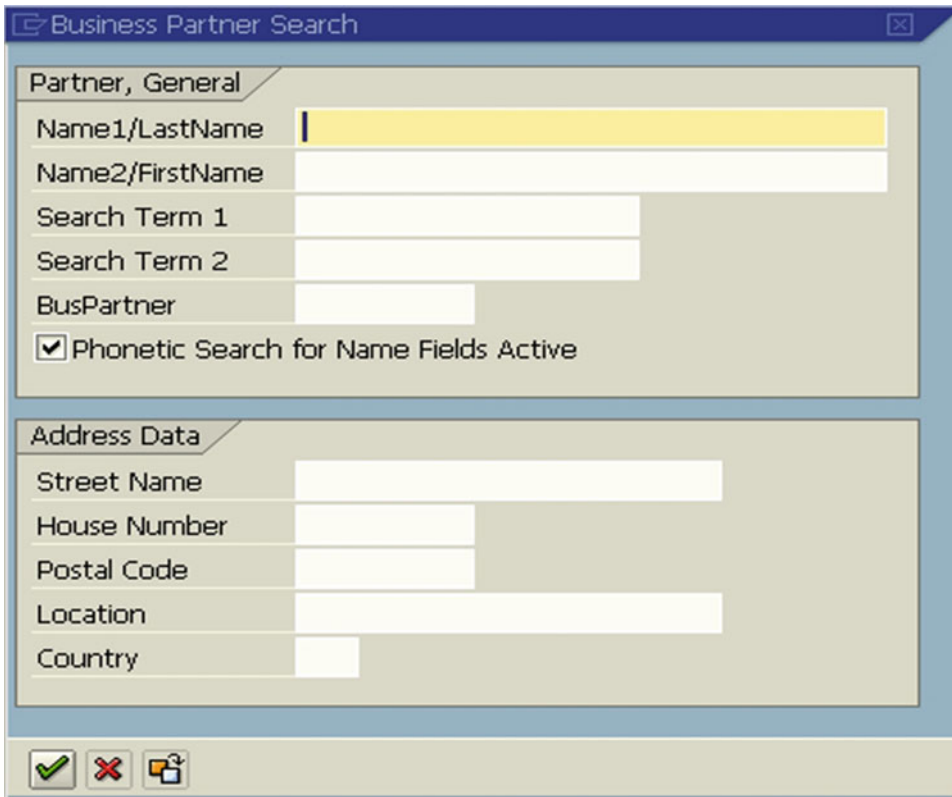 Business Partner Search
Partner, General
Name1/LastName
Name2/FirstName
Search Term 1
Search Term 2
BusPartner
Phonetic Search for Name Fields Active
Address Data
Street Name
House Number
Postal Code
Location
Country